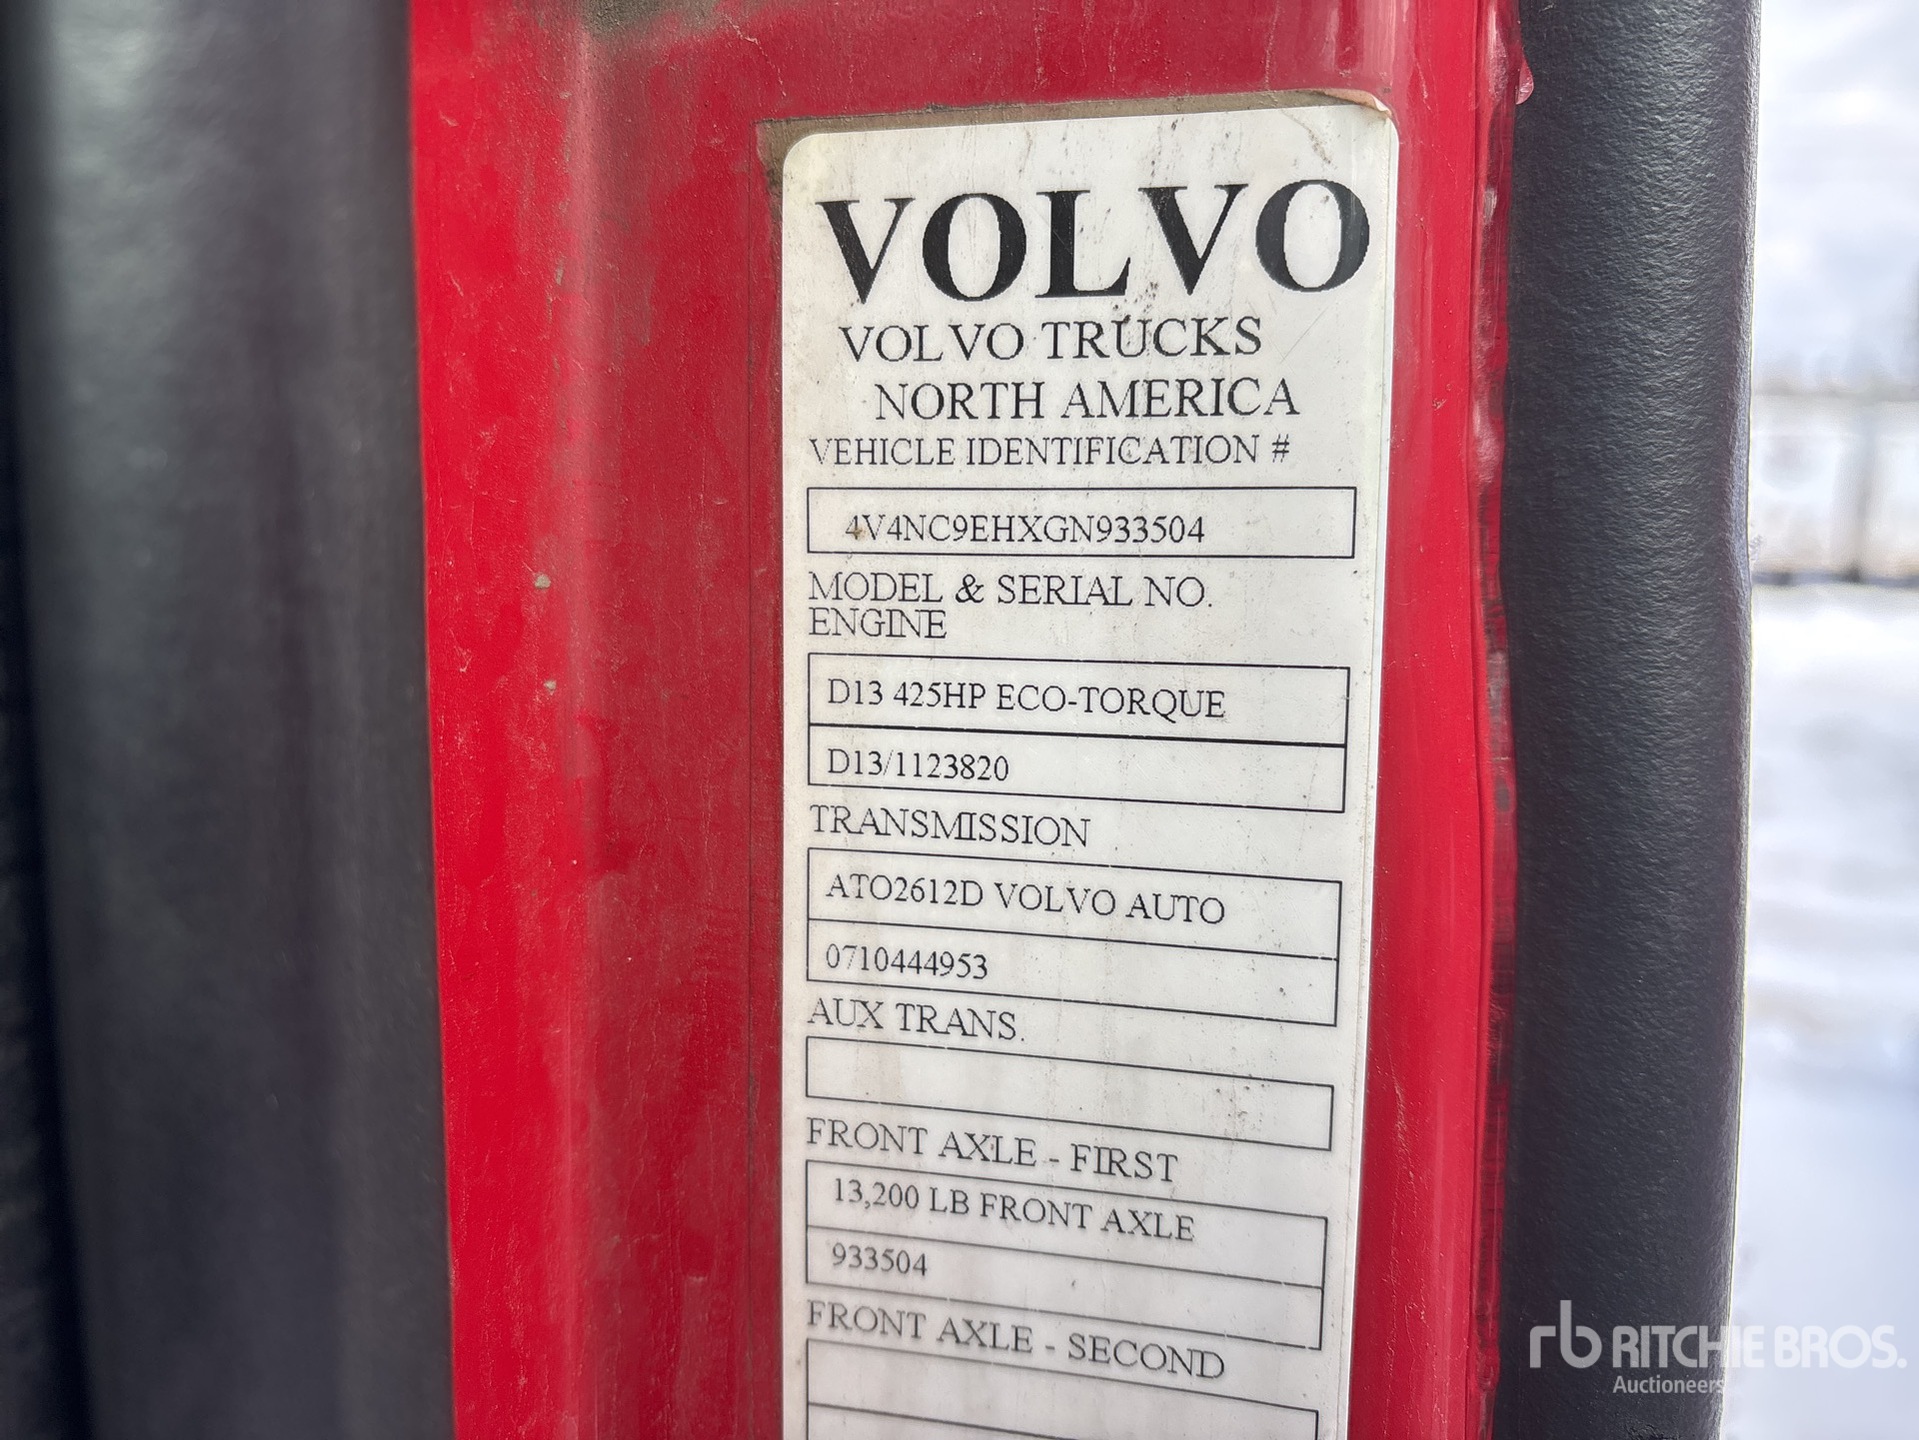 VOLVO
VOLVO TRUCKS
NORTH AMERICA
VEHICLE IDENTIFICATION #
4V4NC9EHXGN933504
MODEL & SERIAL NO.
ENGINE
D13 425HP ECO-TORQUE
D13/1123820
TRANSMISSION
ATO2612D VOLVO AUTO
0710444953
AUX TRANS.
FRONT AXLE - FIRST
13,200 LB FRONT AXLE
933504
FRONT AXLE - SECOND
rb RITCHIE BROS.
Auctioneers